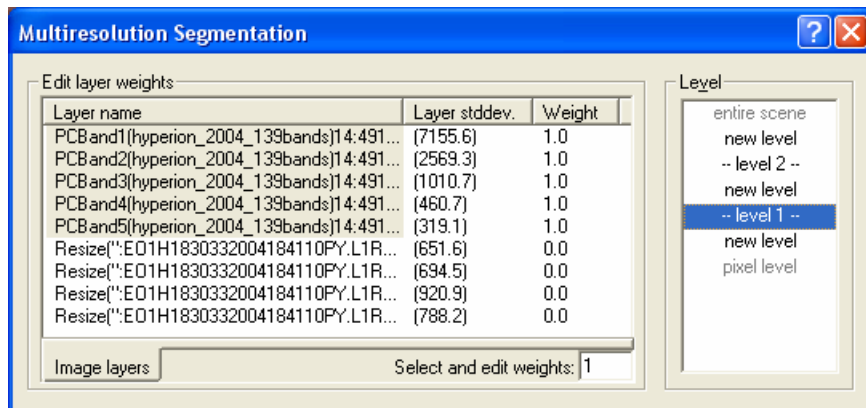 Multiresolution Segmentation
Edit layer weights
Layer name Layer stddev. Weight
PCBand1(hyperion_2004_139bands)14:491... (7155.6) 1.0
PCBand2(hyperion_2004_139bands)14:491... (2569.3) 1.0
PCBand3(hyperion_2004_139bands)14:491... (1010.7) 1.0
PCBand4(hyperion_2004_139bands)14:491... (460.7) 1.0
PCBand5(hyperion_2004_139bands)14:491... (319.1) 1.0
Resize('':EO1H1830332004184110PY.L1R... (651.6) 0.0
Resize('':EO1H1830332004184110PY.L1R... (694.5) 0.0
Resize('':EO1H1830332004184110PY.L1R... (920.9) 0.0
Resize('':EO1H1830332004184110PY.L1R... (788.2) 0.0
Image layers
Select and edit weights: 1
Level
entire scene
new level
-- level 2 --
new level
-- level 1 --
new level
pixel level